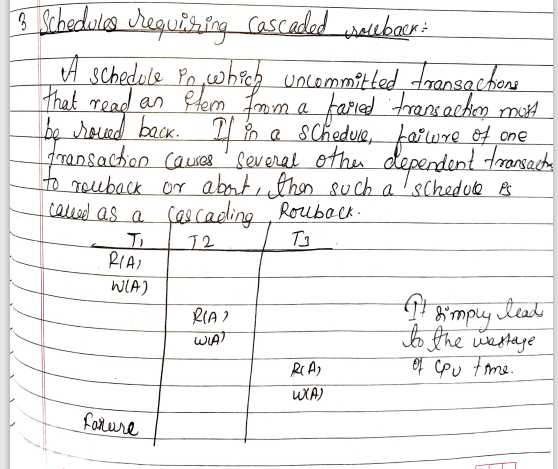 3 Schedules requiring Cascaded rollback:
A schedule in which uncommitted transactions
that read an item from a failed transaction must
be rolled back. If in a schedule, failure of one
transaction causes several other dependent transactn
to rollback or abort, then such a schedule is
called as a Cascading Rollback.
T1 T2 T3
R(A)
W(A)
R(A)
W(A)
R(A)
W(A)
Failure
It simply leads
to the wastage
of CPU time.